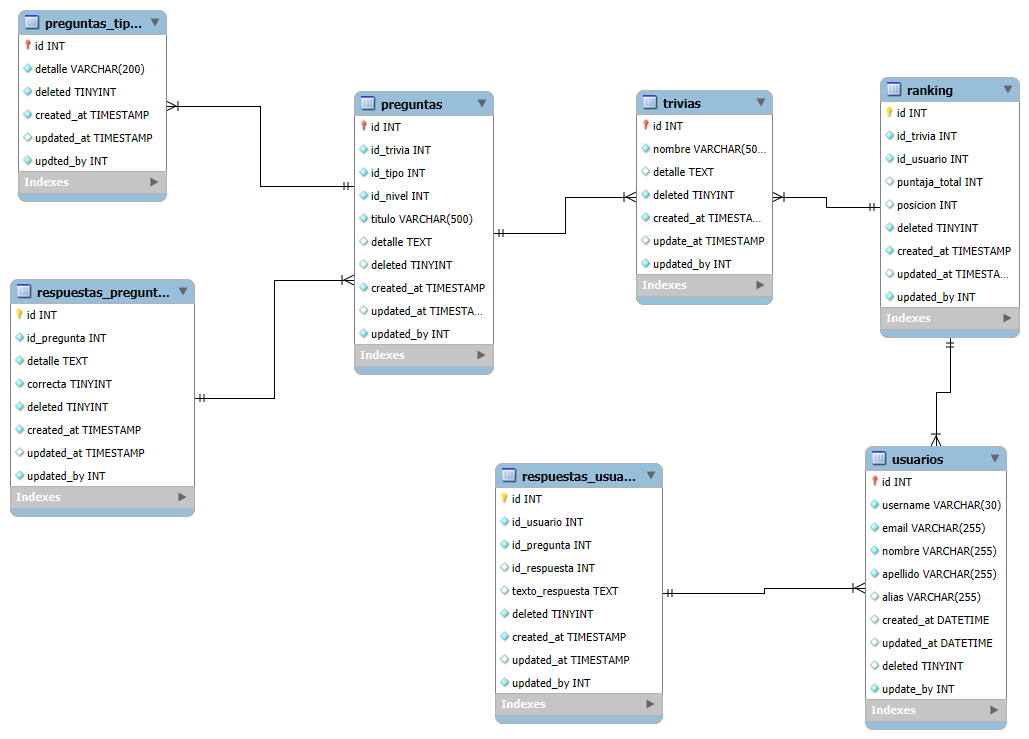 preguntas_tip...
id INT
detalle VARCHAR(200)
deleted TINYINT
created_at TIMESTAMP
updated_at TIMESTAMP
updted_by INT
Indexes
preguntas
id INT
id_trivia INT
id_tipo INT
id_nivel INT
titulo VARCHAR(500)
detalle TEXT
deleted TINYINT
created_at TIMESTAMP
updated_at TIMESTA...
updated_by INT
Indexes
trivias
id INT
nombre VARCHAR(50...
detalle TEXT
deleted TINYINT
created_at TIMESTA...
update_at TIMESTAMP
updated_by INT
Indexes
ranking
id INT
id_trivia INT
id_usuario INT
puntaja_total INT
posicion INT
deleted TINYINT
created_at TIMESTAMP
updated_at TIMESTA...
updated_by INT
Indexes
respuestas_pregunt...
id INT
id_pregunta INT
detalle TEXT
correcta TINYINT
deleted TINYINT
created_at TIMESTAMP
updated_at TIMESTAMP
updated_by INT
Indexes
respuestas_usua...
id INT
id_usuario INT
id_pregunta INT
id_respuesta INT
texto_respuesta TEXT
deleted TINYINT
created_at TIMESTAMP
updated_at TIMESTAMP
updated_by INT
Indexes
usuarios
id INT
username VARCHAR(30)
email VARCHAR(255)
nombre VARCHAR(255)
apellido VARCHAR(255)
alias VARCHAR(255)
created_at DATETIME
updated_at DATETIME
deleted TINYINT
update_by INT
Indexes